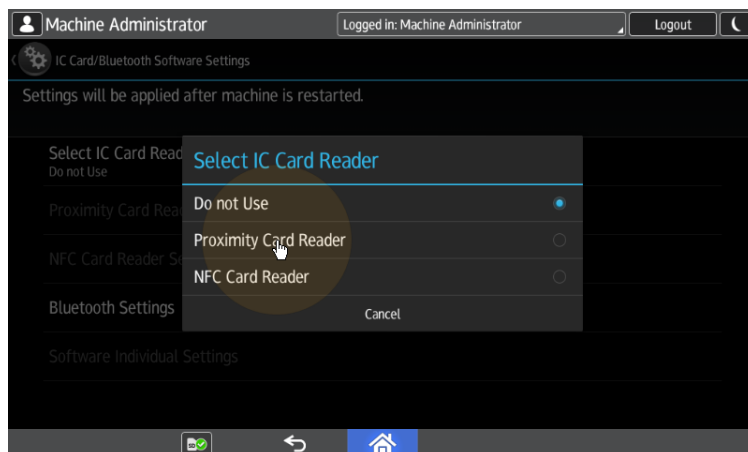 Machine Administrator
Logged in: Machine Administrator
Logout
IC Card/Bluetooth Software Settings
Settings will be applied after machine is restarted.
Select IC Card Read
Do not Use
Proximity Card Rea
NFC Card Reader S
Bluetooth Settings
Software Individual Settings
Select IC Card Reader
Do not Use
Proximity Card Reader
NFC Card Reader
Cancel
SD